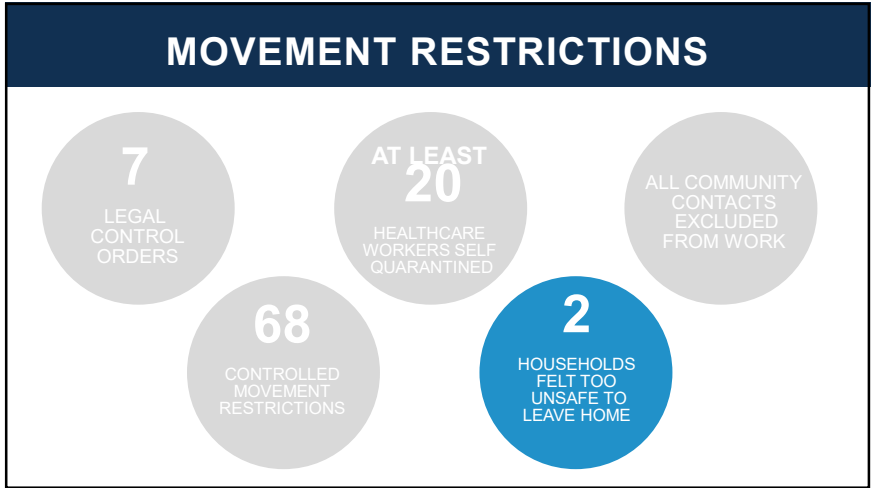 MOVEMENT RESTRICTIONS
7
LEGAL
CONTROL
ORDERS
AT LEAST
20
HEALTHCARE
WORKERS SELF
QUARANTINED
ALL COMMUNITY
CONTACTS
EXCLUDED
FROM WORK
68
CONTROLLED
MOVEMENT
RESTRICTIONS
2
HOUSEHOLDS
FELT TOO
UNSAFE TO
LEAVE HOME